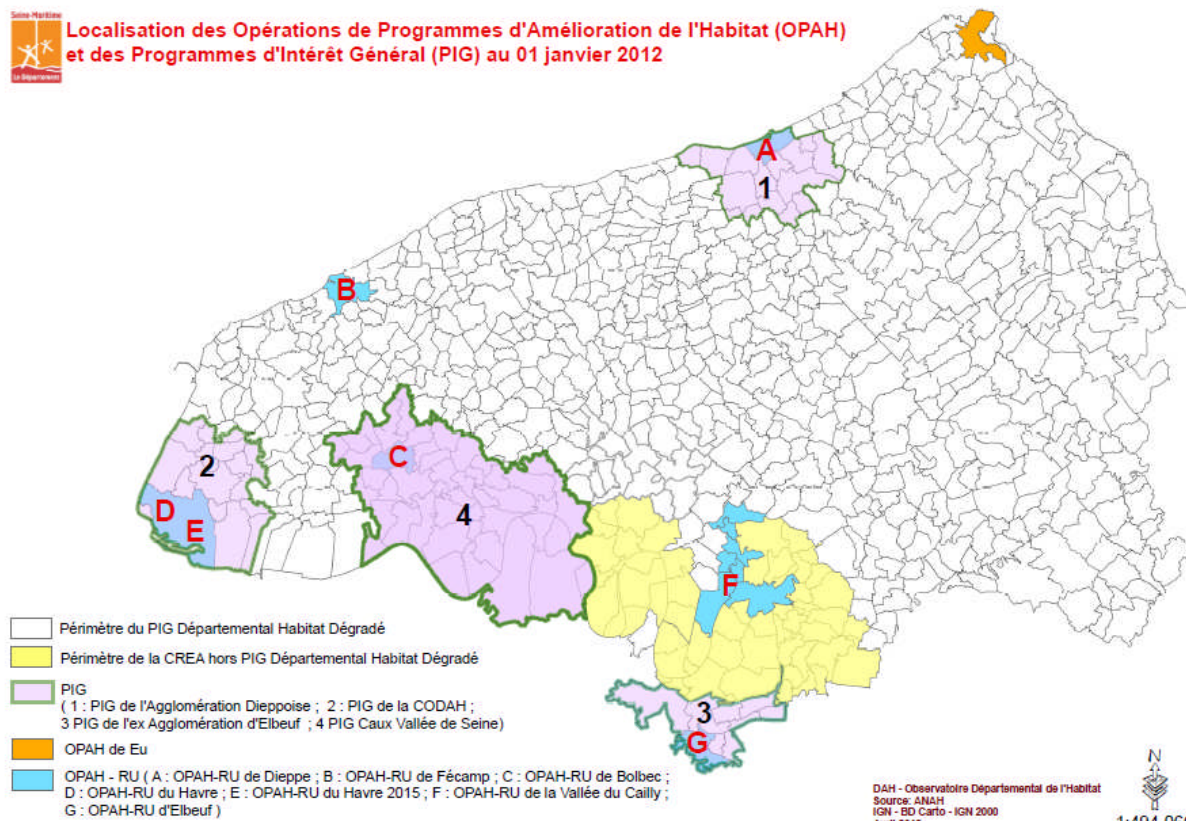 Seine-Maritime
Le Département
Localisation des Opérations de Programmes d'Amélioration de l'Habitat (OPAH)
et des Programmes d'Intérêt Général (PIG) au 01 janvier 2012
A
1
B
2
C
D
E
4
F
3
G
Périmètre du PIG Départemental Habitat Dégradé
Périmètre de la CREA hors PIG Départemental Habitat Dégradé
PIG
( 1 : PIG de l'Agglomération Dieppoise ; 2 : PIG de la CODAH ;
3 PIG de l'ex Agglomération d'Elbeuf ; 4 PIG Caux Vallée de Seine)
OPAH de Eu
OPAH - RU ( A : OPAH-RU de Dieppe ; B : OPAH-RU de Fécamp ; C : OPAH-RU de Bolbec ;
D : OPAH-RU du Havre ; E : OPAH-RU du Havre 2015 ; F : OPAH-RU de la Vallée du Cailly ;
G : OPAH-RU d'Elbeuf )
N
DAH - Observatoire Départemental de l'Habitat
Source: ANAH
IGN - BD Carto - IGN 2000